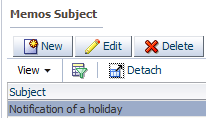 Memos Subject
New Edit Delete
View Detach
Subject
Notification of a holiday